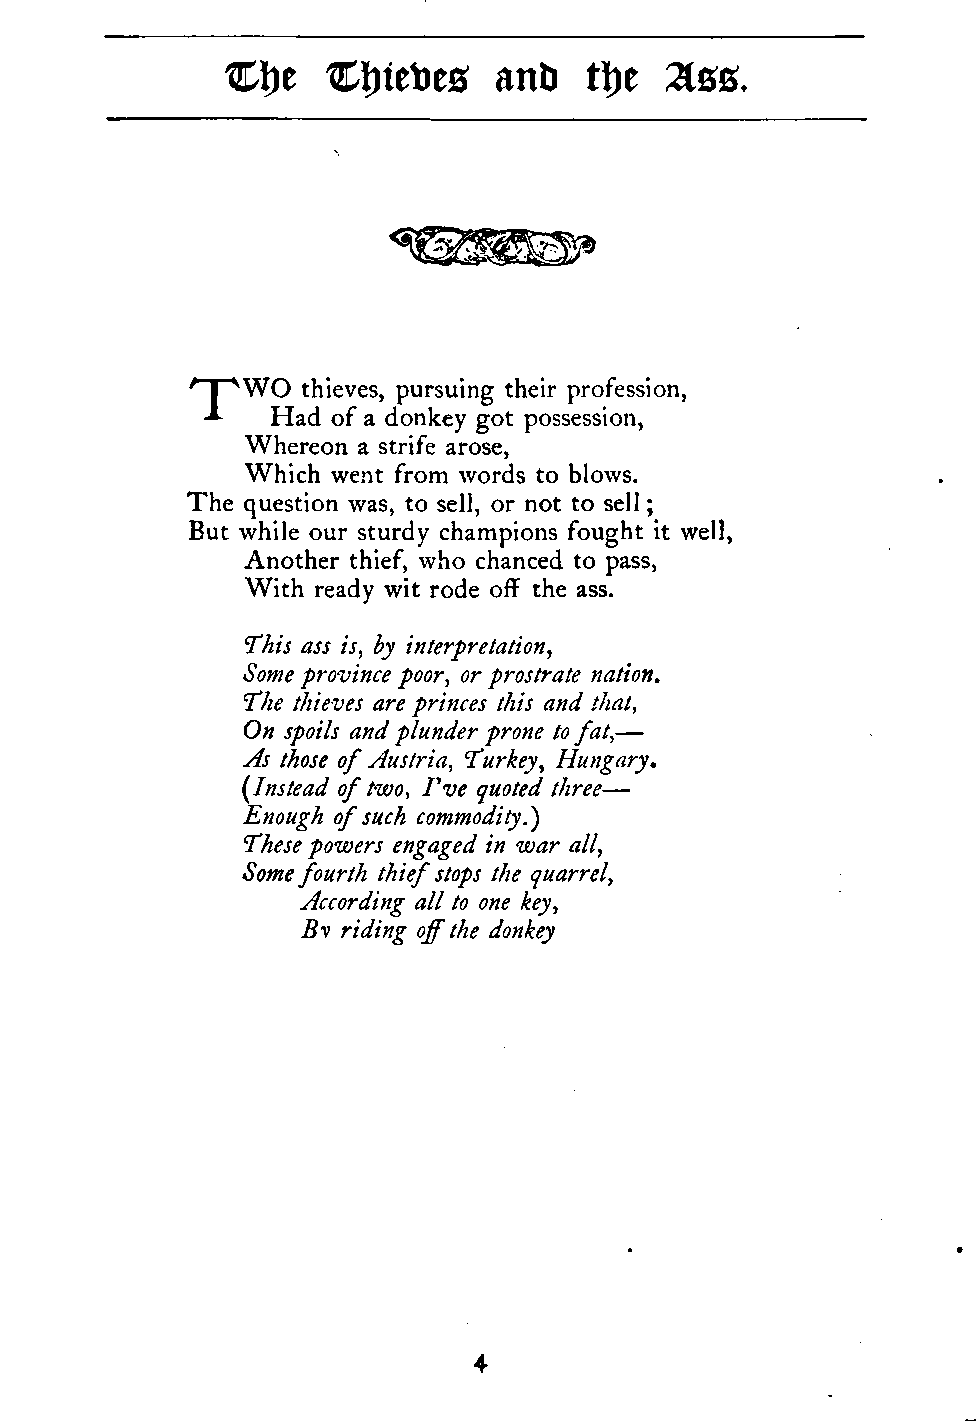 The Thieves and the Ass.
TWO thieves, pursuing their profession,
Had of a donkey got possession,
Whereon a strife arose,
Which went from words to blows.
The question was, to sell, or not to sell;
But while our sturdy champions fought it well,
Another thief, who chanced to pass,
With ready wit rode off the ass.
This ass is, by interpretation,
Some province poor, or prostrate nation.
The thieves are princes this and that,
On spoils and plunder prone to fat,—
As those of Austria, Turkey, Hungary.
(Instead of two, I've quoted three—
Enough of such commodity.)
These powers engaged in war all,
Some fourth thief stops the quarrel,
According all to one key,
By riding off the donkey
4